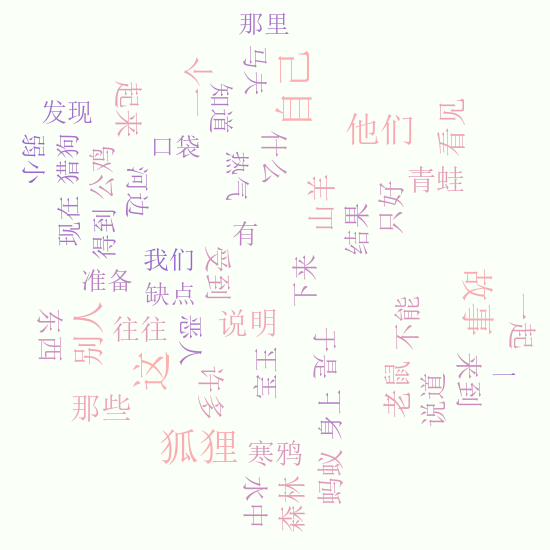 那里
马夫
一个
自己
知道
起来
发现
他们
看见
弱小
猎狗
公鸡
口袋
什么
热气
河边
青蛙
山羊
只好
结果
现在
得到
有
我们
受到
下来
准备
缺点
故事
一起
东西
别人
往往
恶人
说明
不能
于是
这
宝王
许多
来到
一
老鼠
说道
那些
身上
狐狸
寒鸦
蚂蚁
水中
森林